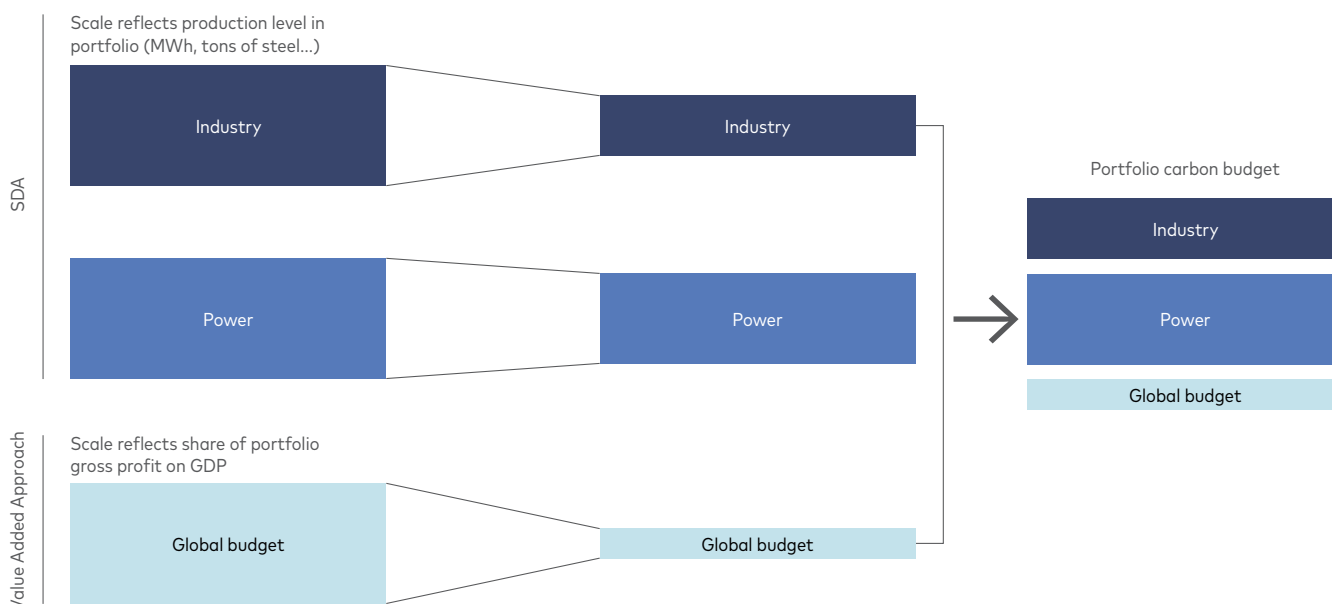 Scale reflects production level in
portfolio (MWh, tons of steel...)
SDA
Industry
Industry
Power
Power
Portfolio carbon budget
Industry
Power
Global budget
Value Added Approach
Scale reflects share of portfolio
gross profit on GDP
Global budget
Global budget